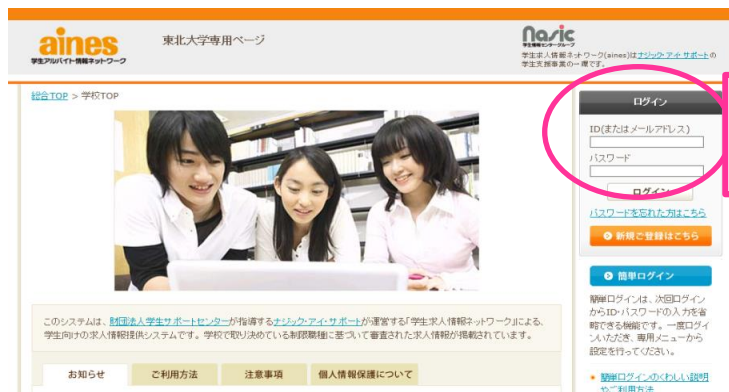 aines
学生アルバイト情報ネットワーク
東北大学専用ページ
nasic
学生情報センターグループ
学生求人情報ネットワーク(aines)はナジック・アイ・サポートの
学生支援事業の一環です。
総合TOP > 学校TOP
ログイン
ID(またはメールアドレス)
パスワード
ログイン
パスワードを忘れた方はこちら
新規ご登録はこちら
簡単ログイン
簡単ログインは、次回ログイン
からID・パスワードの入力を省
略できる機能です。一度ログイ
ンいただき、専用メニューから
設定を行ってください。
簡単ログインのくわしい説明
やご利用方法
このシステムは、財団法人学生サポートセンターが指導するナジック・アイ・サポートが運営する「学生求人情報ネットワーク」による、
学生向けの求人情報提供システムです。学校で取り決めている制限職種に基づいて審査された求人情報が掲載されています。
お知らせ
ご利用方法
注意事項
個人情報保護について